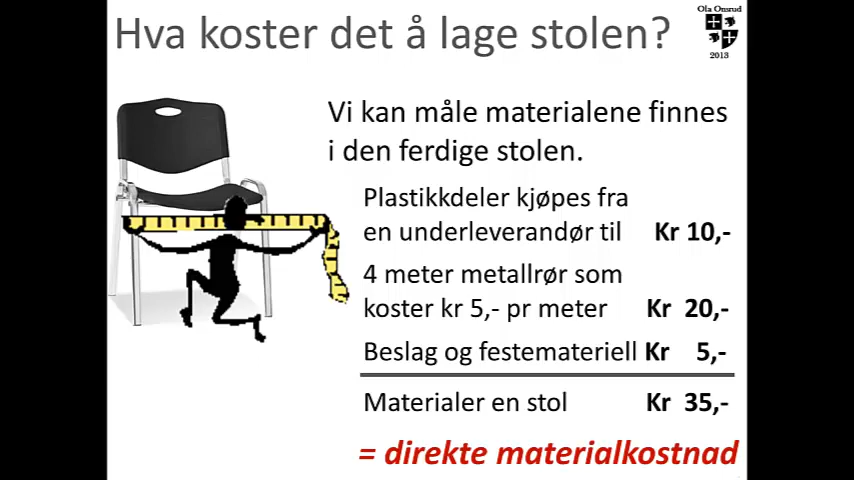 Hva koster det å lage stolen?
Ola Onsrud
2013
Vi kan måle materialene finnes
i den ferdige stolen.
Plastikkdeler kjøpes fra
en underleverandør til Kr 10,-
4 meter metallrør som
koster kr 5,- pr meter Kr 20,-
Beslag og festemateriell Kr 5,-
Materialer en stol Kr 35,-
= direkte materialkostnad